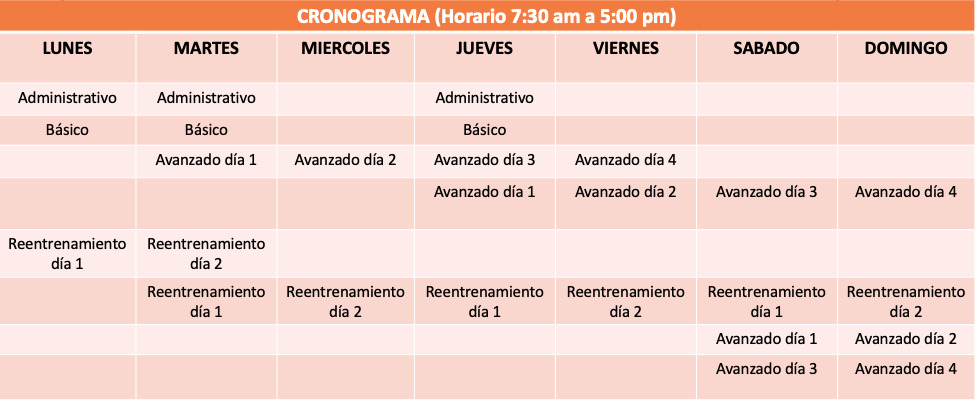 CRONOGRAMA (Horario 7:30 am a 5:00 pm)
LUNES MARTES MIERCOLES JUEVES VIERNES SABADO DOMINGO
Administrativo Administrativo Administrativo
Básico Básico Básico
Avanzado día 1 Avanzado día 2 Avanzado día 3 Avanzado día 4
Avanzado día 1 Avanzado día 2 Avanzado día 3 Avanzado día 4
Reentrenamiento Reentrenamiento
día 1 día 2
Reentrenamiento Reentrenamiento Reentrenamiento Reentrenamiento Reentrenamiento Reentrenamiento
día 1 día 2 día 1 día 2 día 1 día 2
Avanzado día 1 Avanzado día 2
Avanzado día 3 Avanzado día 4